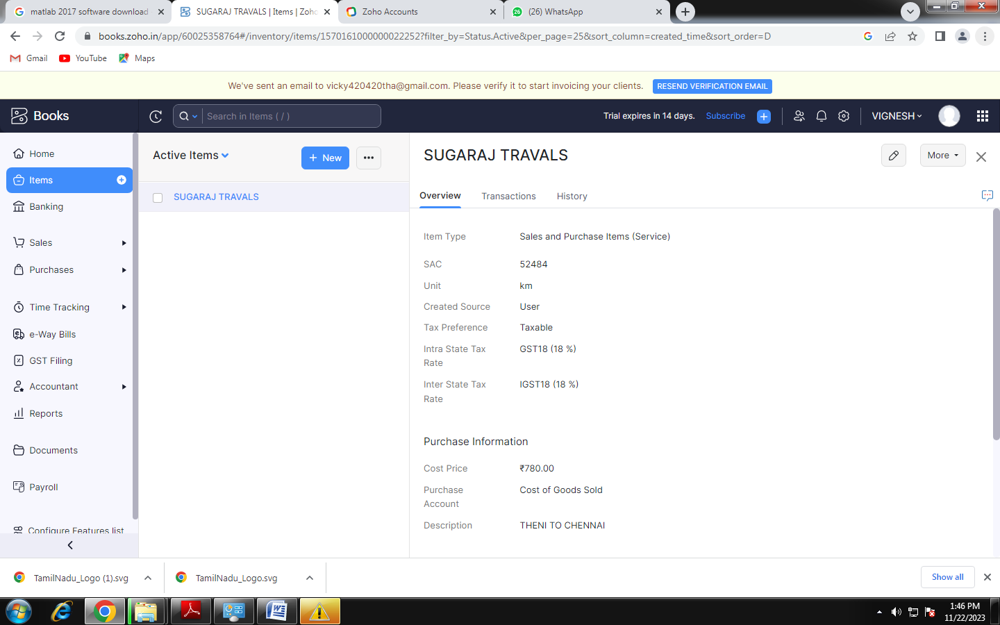 matlab 2017 software download
SUGARAJ TRAVALS | Items | Zoho
Zoho Accounts
(26) WhatsApp
books.zoho.in/app/60025358764#/inventory/items/1570161000000022252?filter_by=Status.Active&per_page=25&sort_column=created_time&sort_order=D
Gmail
YouTube
Maps
We've sent an email to vicky420420tha@gmail.com. Please verify it to start invoicing your clients.
RESEND VERIFICATION EMAIL
Books
Search in Items ( / )
Trial expires in 14 days.
Subscribe
VIGNESH
Home
Items
Banking
Sales
Purchases
Time Tracking
e-Way Bills
GST Filing
Accountant
Reports
Documents
Payroll
Configure Features list
Active Items
+ New
SUGARAJ TRAVALS
SUGARAJ TRAVALS
More
Overview
Transactions
History
Item Type Sales and Purchase Items (Service)
SAC 52484
Unit km
Created Source User
Tax Preference Taxable
Intra State Tax GST18 (18 %)
Rate
Inter State Tax IGST18 (18 %)
Rate
Purchase Information
Cost Price ₹780.00
Purchase Cost of Goods Sold
Account
Description THENI TO CHENNAI
TamilNadu_Logo (1).svg
TamilNadu_Logo.svg
Show all
1:46 PM
11/22/2023